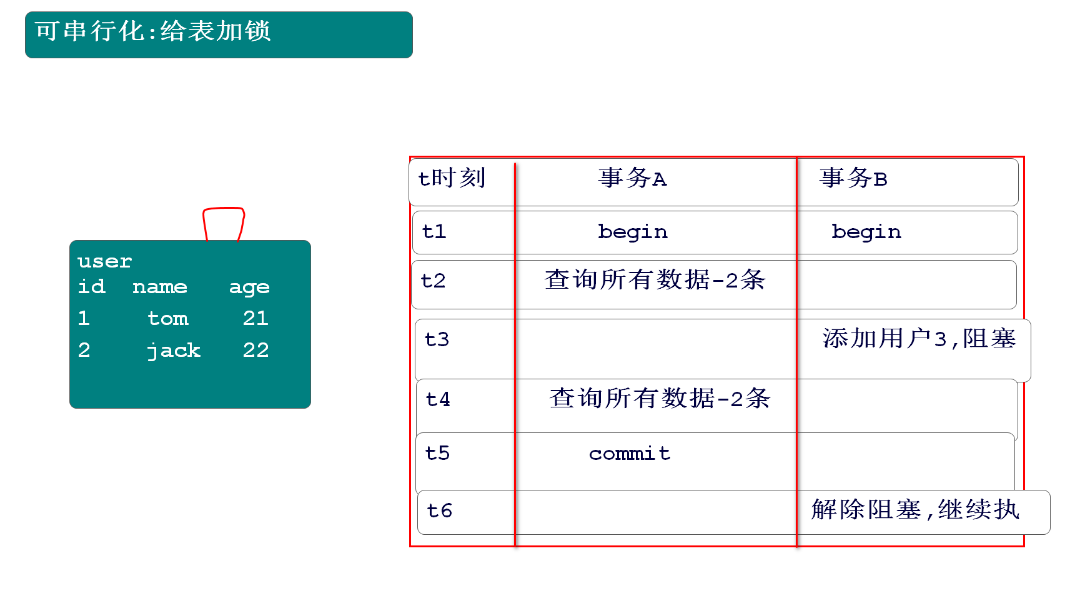 可串行化:给表加锁
user
id name age
1 tom 21
2 jack 22
t时刻 事务A 事务B
t1 begin begin
t2 查询所有数据-2条
t3 添加用户3,阻塞
t4 查询所有数据-2条
t5 commit
t6 解除阻塞,继续执